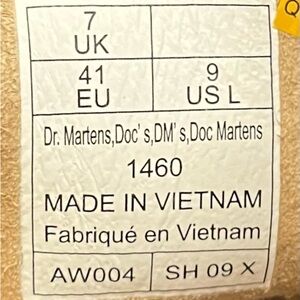 7
UK
41 9
EU US L
Dr. Martens,Doc's,DM's,Doc Martens
1460
MADE IN VIETNAM
Fabriqué en Vietnam
AW004 SH 09 X
Q